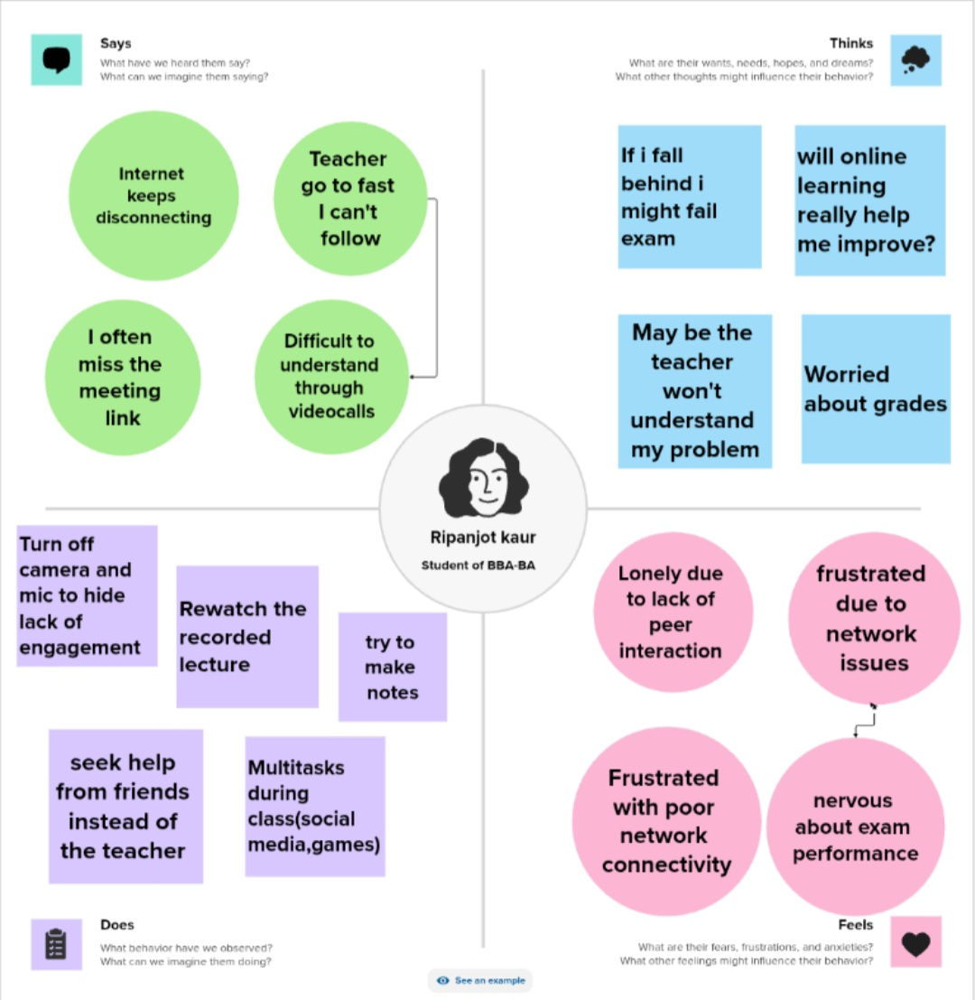 Says
What have we heard them say?
What can we imagine them saying?
Thinks
What are their wants, needs, hopes, and dreams?
What other thoughts might influence their behavior?
Internet
keeps
disconnecting
Teacher
go to fast
I can't
follow
I often
miss the
meeting
link
Difficult to
understand
through
videocalls
If i fall
behind i
might fail
exam
will online
learning
really help
me improve?
May be the
teacher
won't
understand
my problem
Worried
about grades
Ripanjot kaur
Student of BBA-BA
Turn off
camera and
mic to hide
lack of
engagement
Rewatch the
recorded
lecture
try to
make
notes
seek help
from friends
instead of
the teacher
Multitasks
during
class(social
media,games)
Lonely due
to lack of
peer
interaction
frustrated
due to
network
issues
Frustrated
with poor
network
connectivity
nervous
about exam
performance
Does
What behavior have we observed?
What can we imagine them doing?
Feels
What are their fears, frustrations, and anxieties?
What other feelings might influence their behavior?
See an example